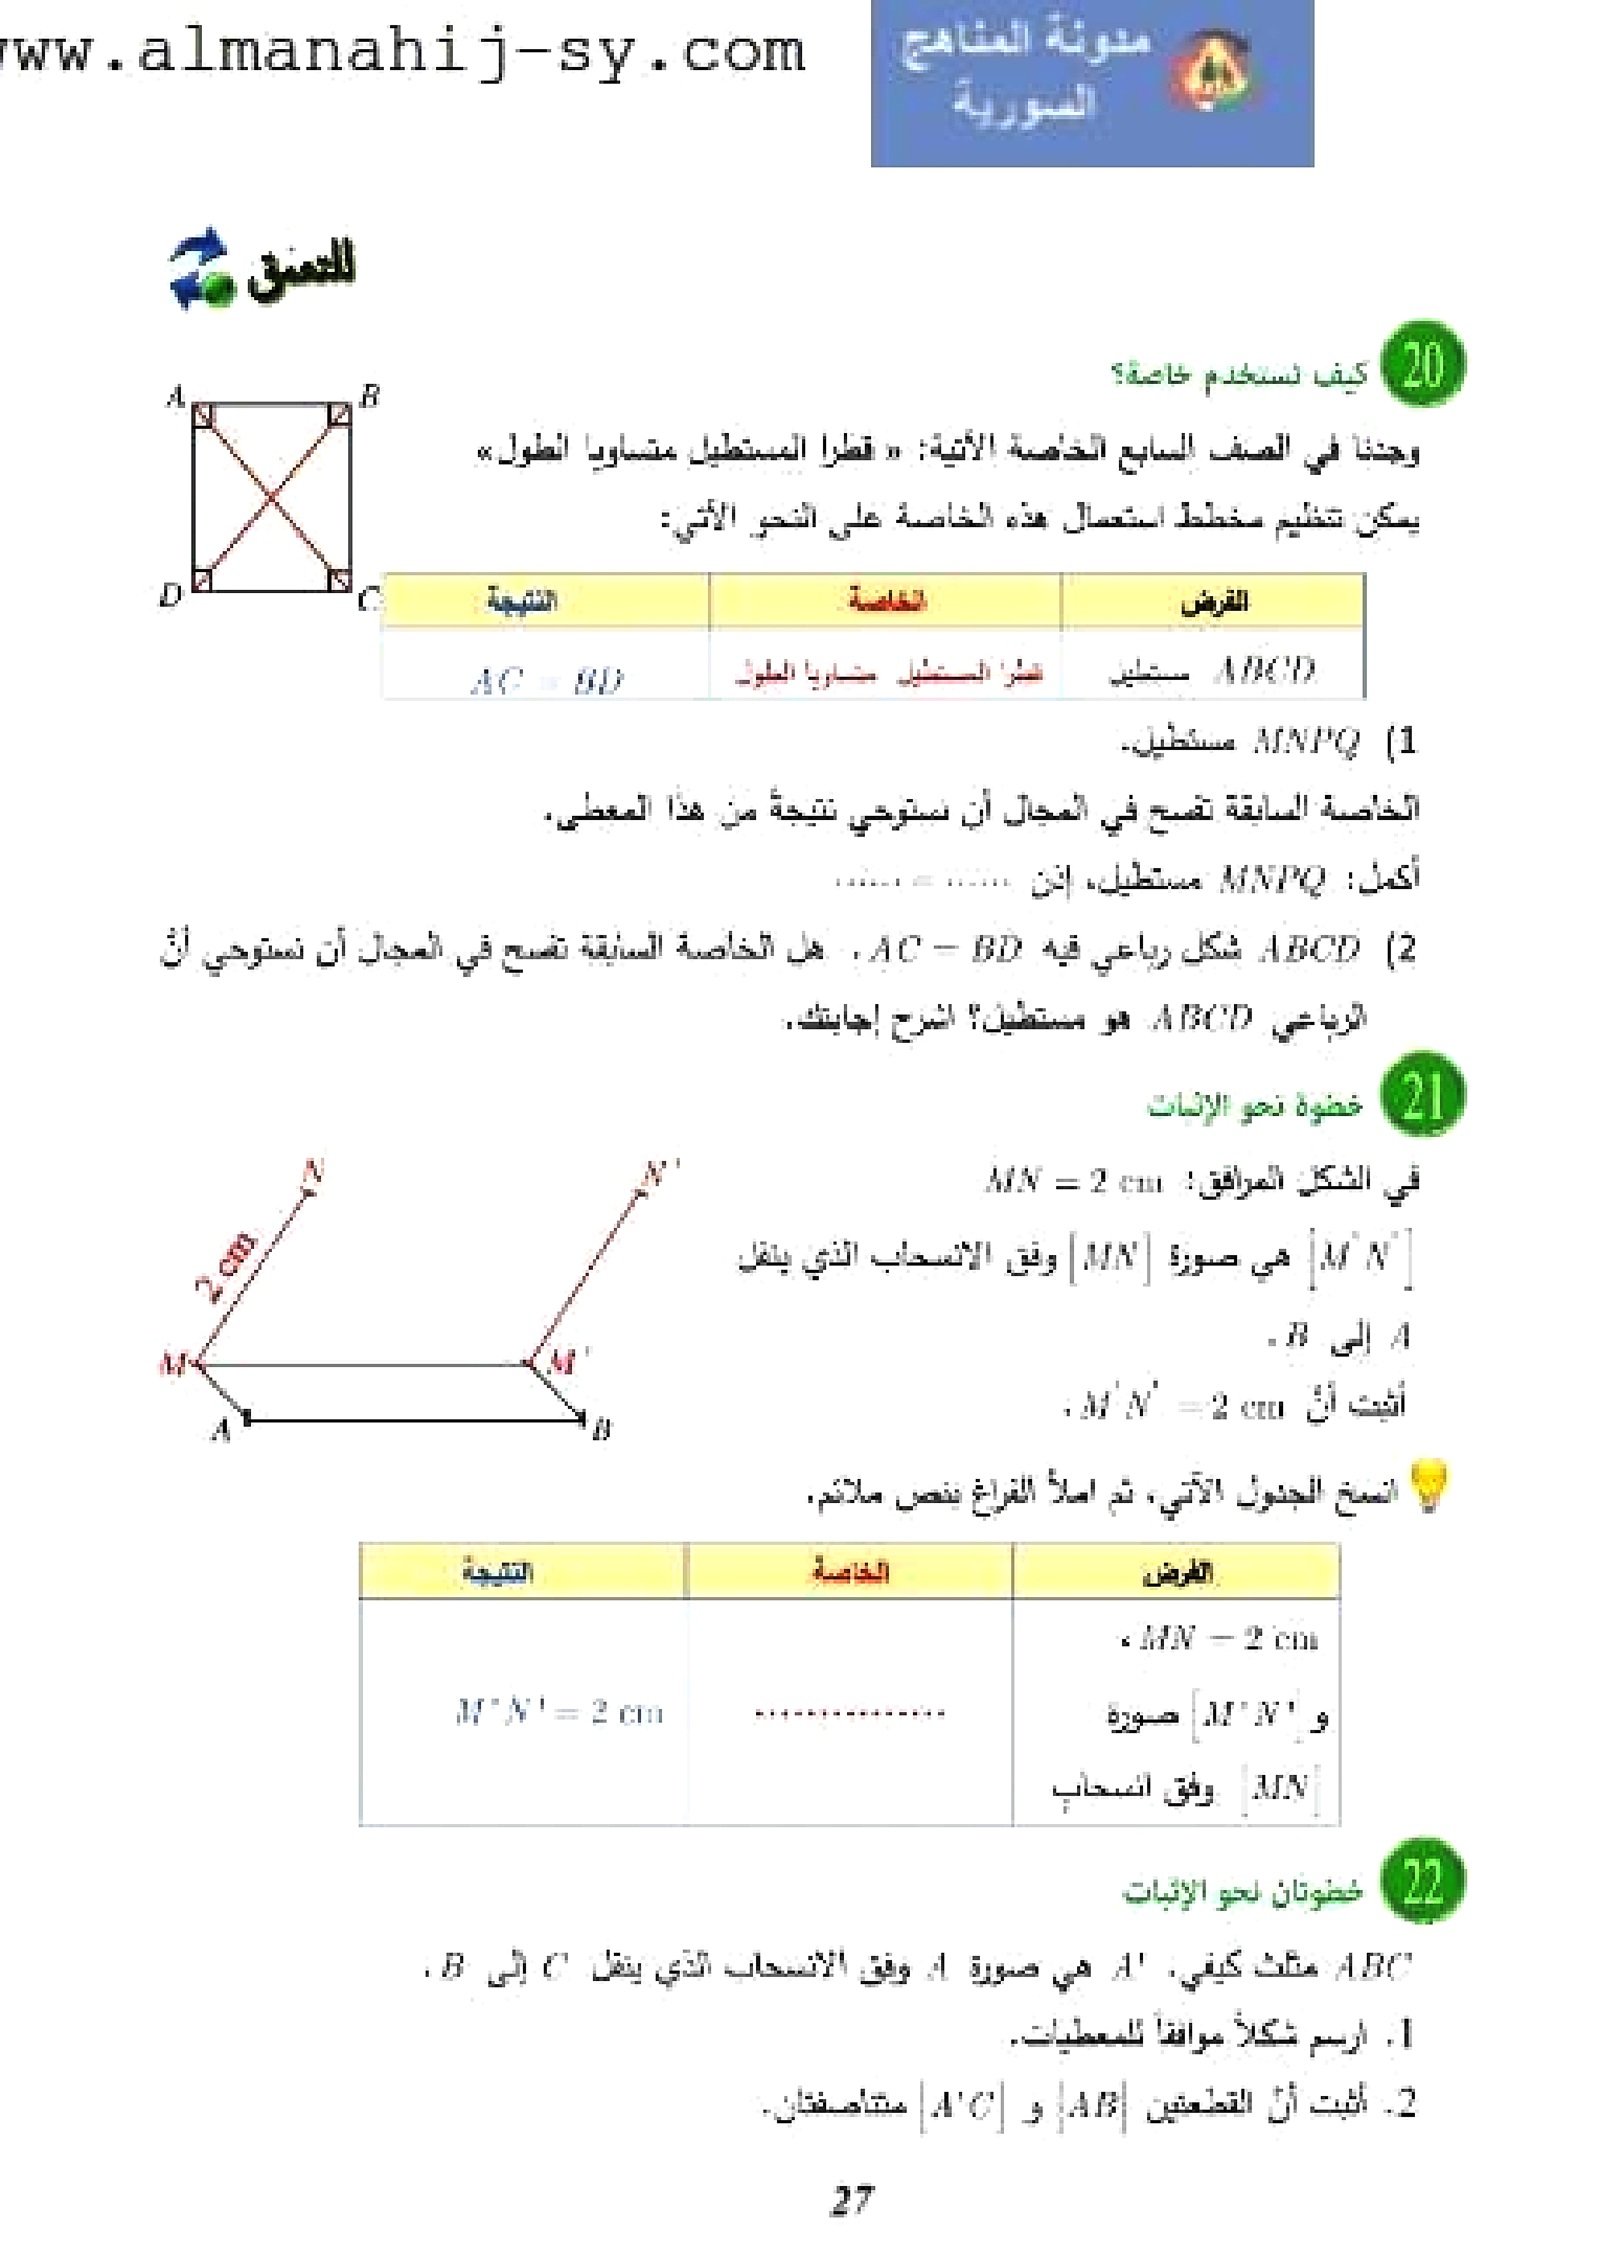 www.almanahij-sy.com
مدونة المناهج
السورية
للتعمق
20 كيف نستخدم خاصة؟
وجدنا في الصف السابع الخاصة الآتية: « قطرا المستطيل متساويا الطول»
يمكن تنظيم مخطط استعمال هذه الخاصة على النحو الآتي:
A B
D C
الفرض الخاصة النتيجة
ABCD مستطيل قطرا المستطيل متساويا الطول AC = BD
1) MNPQ مستطيل.
الخاصة السابقة تفسح في المجال أن نستوحي نتيجةً من هذا المعطى.
أكمل: MNPQ مستطيل، إذن ...... = ......
2) ABCD شكل رباعي فيه AC = BD . هل الخاصة السابقة تفسح في المجال أن نستوحي أنّ
الرباعي ABCD هو مستطيل؟ اشرح إجابتك.
21 خطوة نحو الإثبات
في الشكل المرافق: MN = 2 cm
[M'N'] هي صورة [MN] وفق الانسحاب الذي ينقل
A إلى B .
أثبت أنّ M'N' = 2 cm .
N N'
2 cm
M M'
A B
انسخ الجدول الآتي، ثم املأ الفراغ بنص ملائم.
الفرض الخاصة النتيجة
MN = 2 cm ،
و [M'N'] صورة ............... M'N' = 2 cm
[MN] وفق انسحاب
22 خطوتان نحو الإثبات
ABC مثلث كيفي. A' هي صورة A وفق الانسحاب الذي ينقل C إلى B .
1. ارسم شكلاً موافقاً للمعطيات.
2. أثبت أنّ القطعتين [AB] و [A'C] متناصفتان.
27